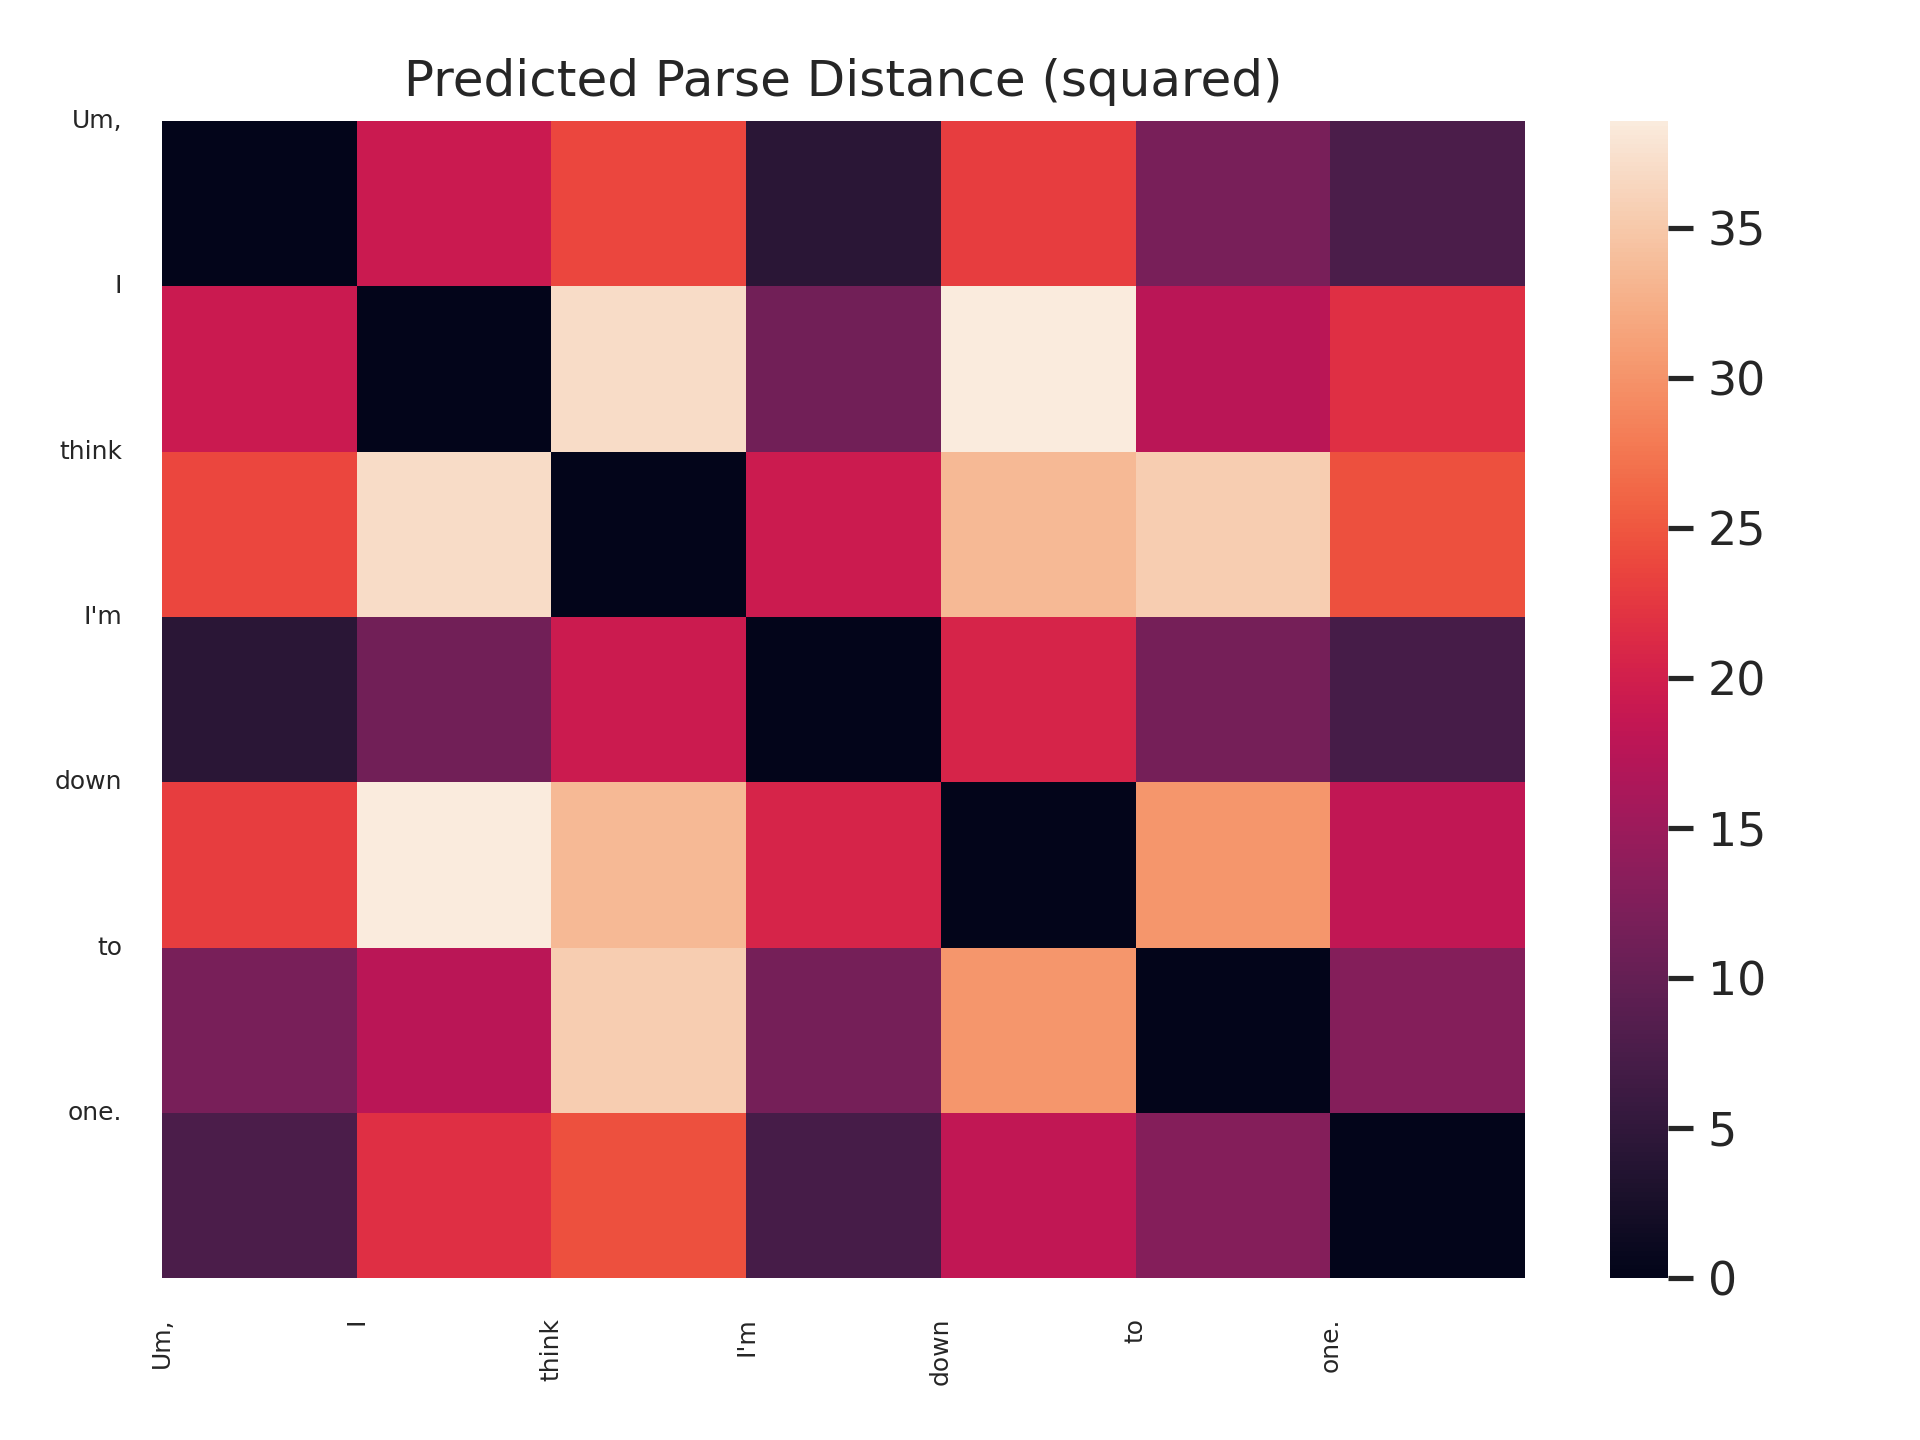 Predicted Parse Distance (squared)
Um,
I
think
I'm
down
to
one.
Um,
I
think
I'm
down
to
one.
35
30
25
20
15
10
5
0